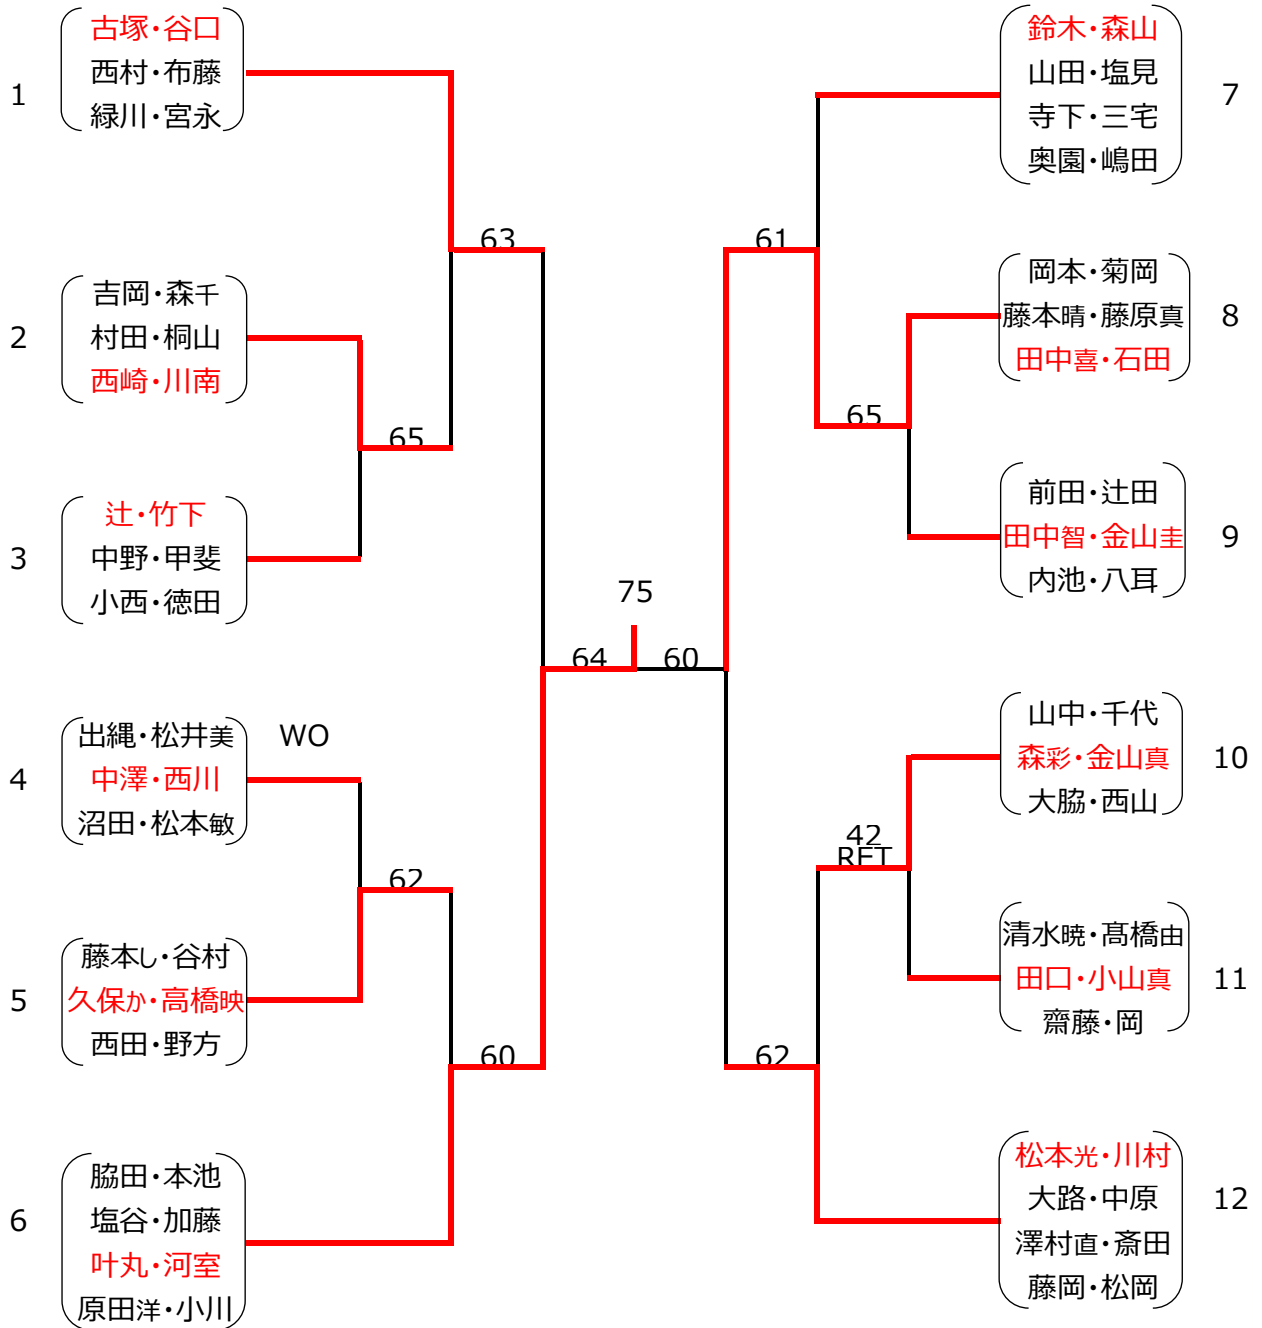 1
古塚・谷口
西村・布藤
緑川・宮永
63
2
吉岡・森千
村田・桐山
西崎・川南
65
3
辻・竹下
中野・甲斐
小西・徳田
64
4
出縄・松井美
中澤・西川
沼田・松本敏
WO
62
5
藤本し・谷村
久保か・高橋映
西田・野方
60
6
脇田・本池
塩谷・加藤
叶丸・河室
原田洋・小川
75
鈴木・森山
山田・塩見
寺下・三宅
奥園・嶋田
7
61
岡本・菊岡
藤本晴・藤原真
田中喜・石田
8
65
前田・辻田
田中智・金山圭
内池・八耳
9
60
山中・千代
森彩・金山真
大脇・西山
10
42
RET
清水暁・髙橋由
田口・小山真
齋藤・岡
11
62
松本光・川村
大路・中原
澤村直・斎田
藤岡・松岡
12